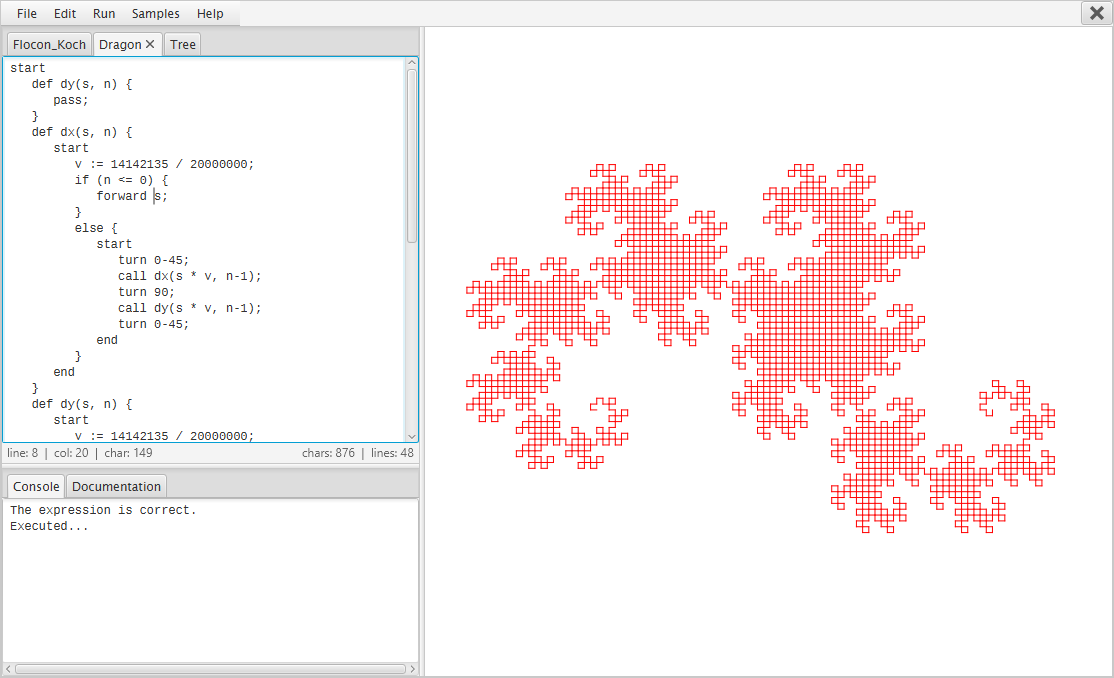 File Edit Run Samples Help
Flocon_Koch Dragon Tree
start
def dy(s, n) {
pass;
}
def dx(s, n) {
start
v := 14142135 / 20000000;
if (n <= 0) {
forward s;
}
else {
start
turn 0-45;
call dx(s * v, n-1);
turn 90;
call dy(s * v, n-1);
turn 0-45;
end
}
end
}
def dy(s, n) {
start
v := 14142135 / 20000000;
line: 8 | col: 20 | char: 149 chars: 876 | lines: 48
Console Documentation
The expression is correct.
Executed...